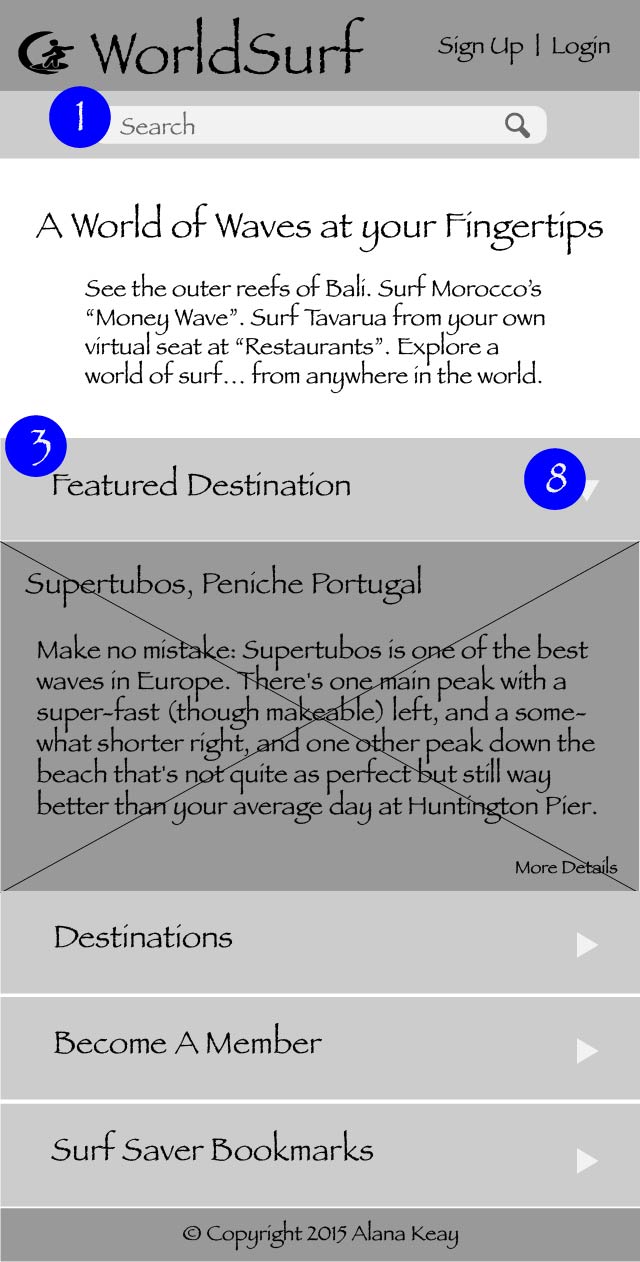 WorldSurf
Sign Up | Login
1
Search
A World of Waves at your Fingertips
See the outer reefs of Bali. Surf Morocco's
“Money Wave”. Surf Tavarua from your own
virtual seat at “Restaurants”. Explore a
world of surf... from anywhere in the world.
3
Featured Destination
8
Supertubos, Peniche Portugal
Make no mistake: Supertubos is one of the best
waves in Europe. There's one main peak with a
super-fast (though makeable) left, and a some-
what shorter right, and one other peak down the
beach that's not quite as perfect but still way
better than your average day at Huntington Pier.
More Details
Destinations
Become A Member
Surf Saver Bookmarks
© Copyright 2015 Alana Keay